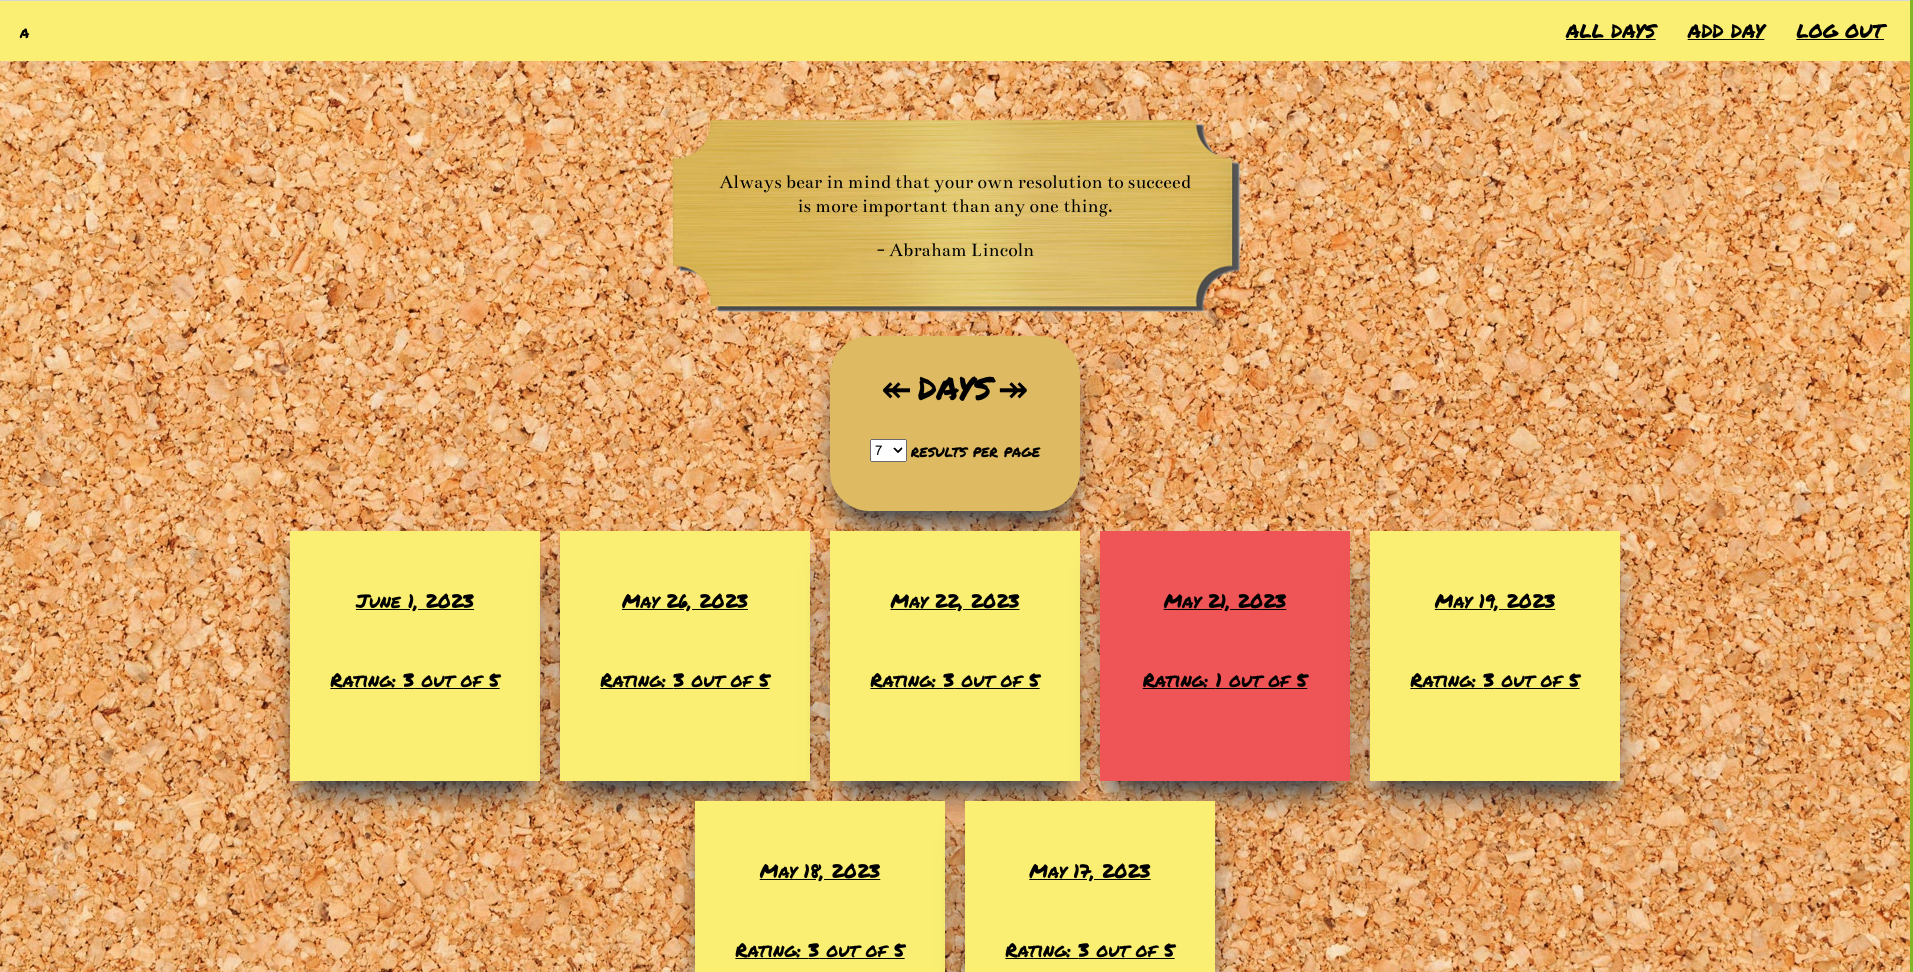 A
ALL DAYS ADD DAY LOG OUT
Always bear in mind that your own resolution to succeed
is more important than any one thing.
- Abraham Lincoln
↞ DAYS ↠
7 RESULTS PER PAGE
June 1, 2023
Rating: 3 out of 5
May 26, 2023
Rating: 3 out of 5
May 22, 2023
Rating: 3 out of 5
May 21, 2023
Rating: 1 out of 5
May 19, 2023
Rating: 3 out of 5
May 18, 2023
Rating: 3 out of 5
May 17, 2023
Rating: 3 out of 5